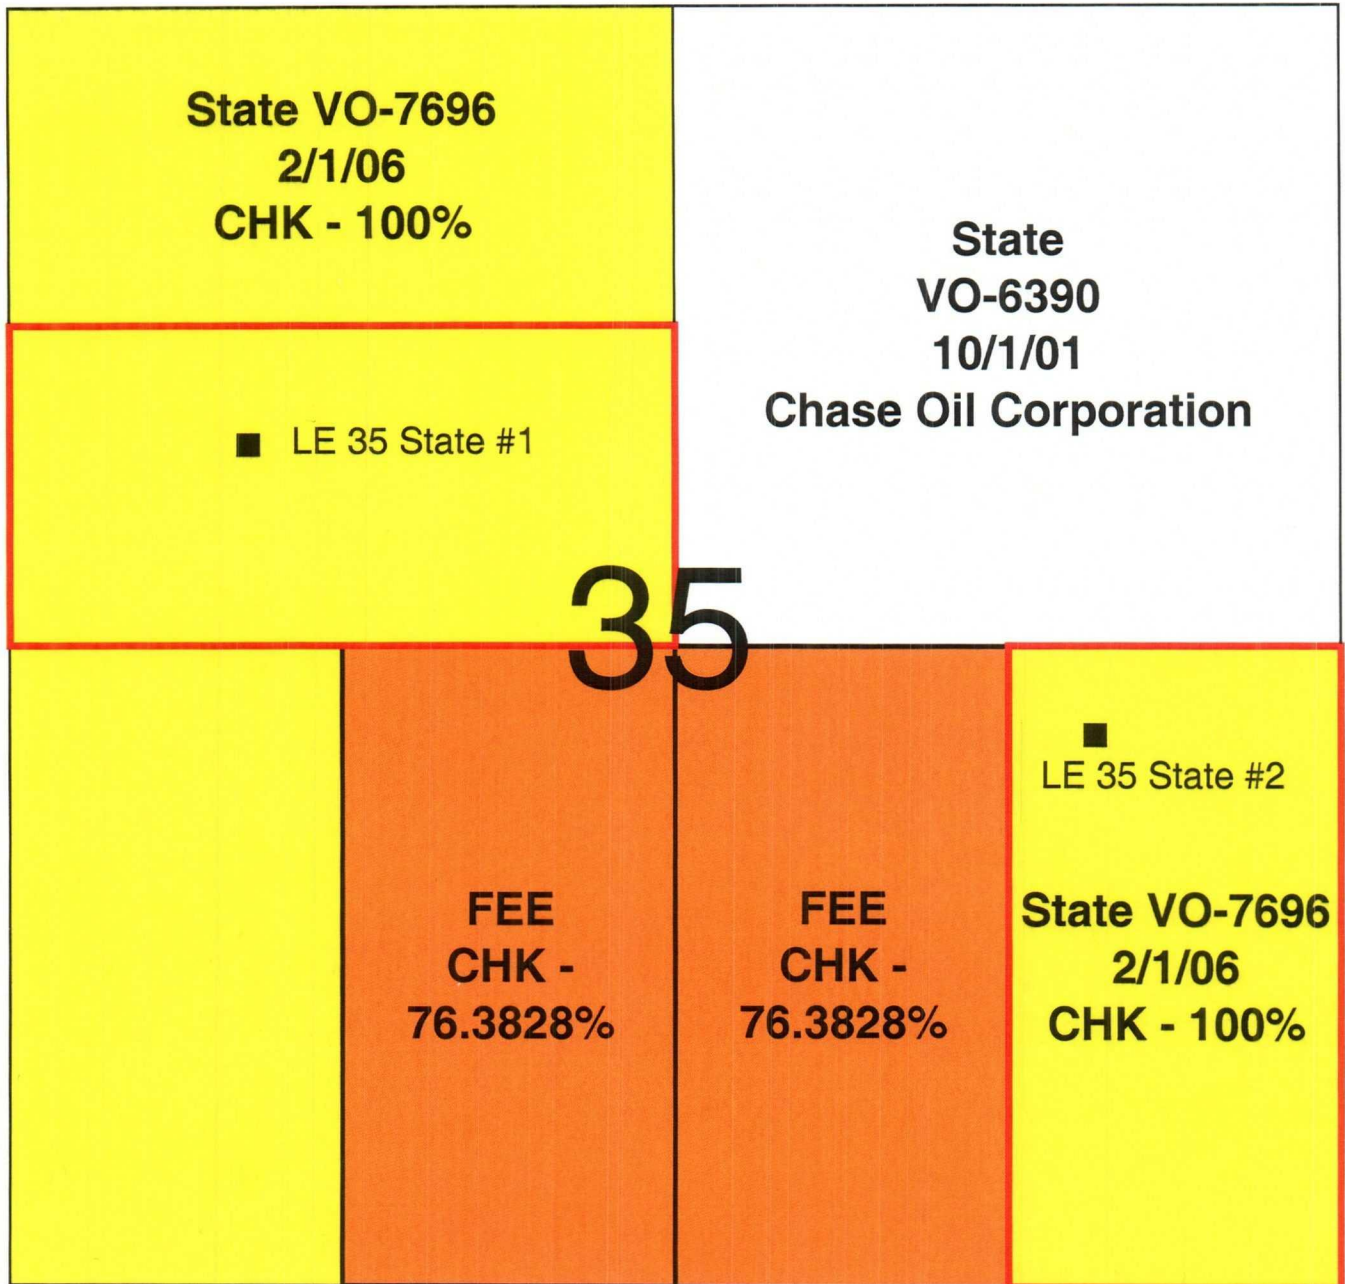 State VO-7696
2/1/06
CHK - 100%
State
VO-6390
10/1/01
Chase Oil Corporation
LE 35 State #1
35
LE 35 State #2
FEE
CHK -
76.3828%
FEE
CHK -
76.3828%
State VO-7696
2/1/06
CHK - 100%